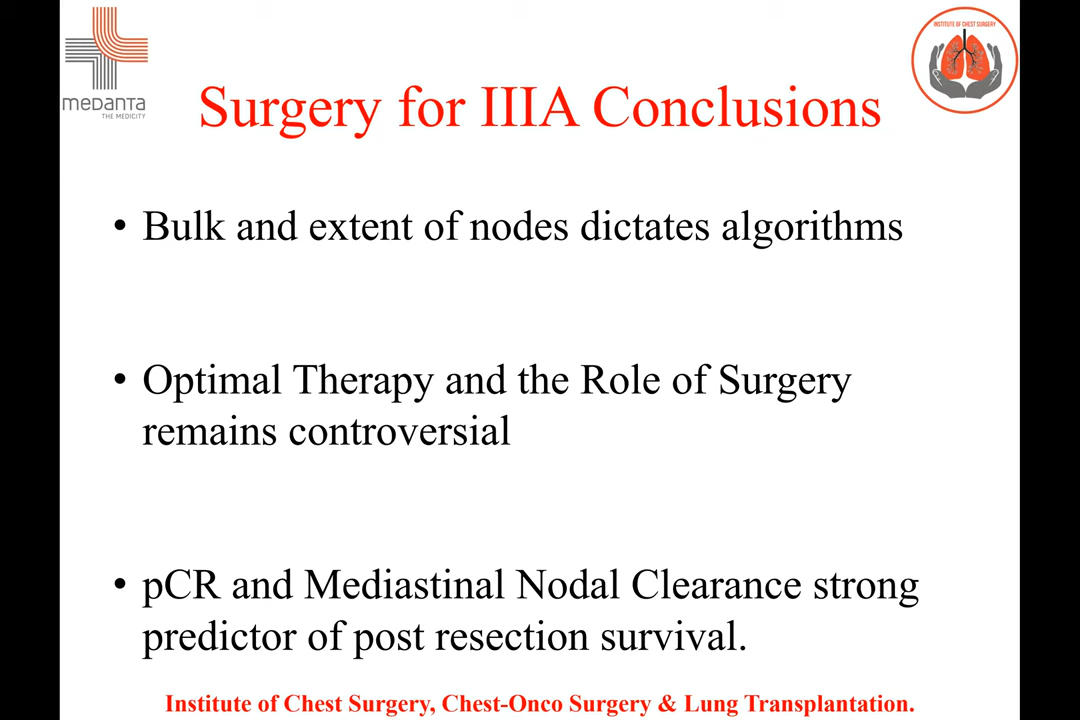 medanta
THE MEDICITY
INSTITUTE OF CHEST SURGERY
Surgery for IIIA Conclusions
• Bulk and extent of nodes dictates algorithms
• Optimal Therapy and the Role of Surgery
remains controversial
• pCR and Mediastinal Nodal Clearance strong
predictor of post resection survival.
Institute of Chest Surgery, Chest-Onco Surgery & Lung Transplantation.